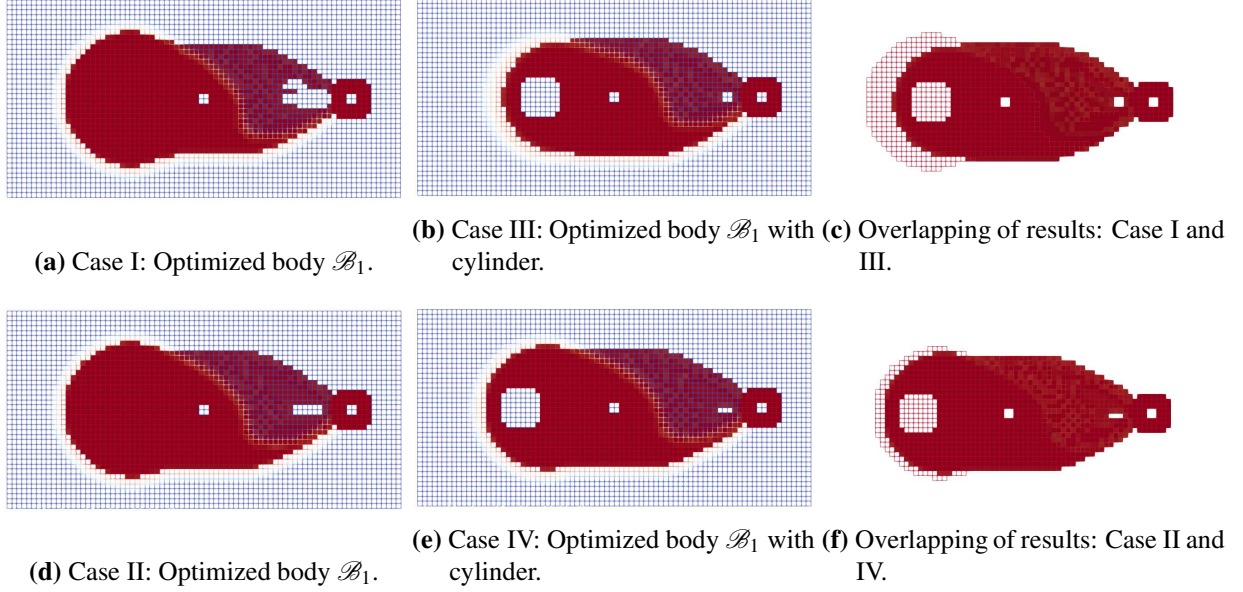 (a) Case I: Optimized body ℬ₁.
(b) Case III: Optimized body ℬ₁ with
cylinder.
(c) Overlapping of results: Case I and
III.
(d) Case II: Optimized body ℬ₁.
(e) Case IV: Optimized body ℬ₁ with
cylinder.
(f) Overlapping of results: Case II and
IV.